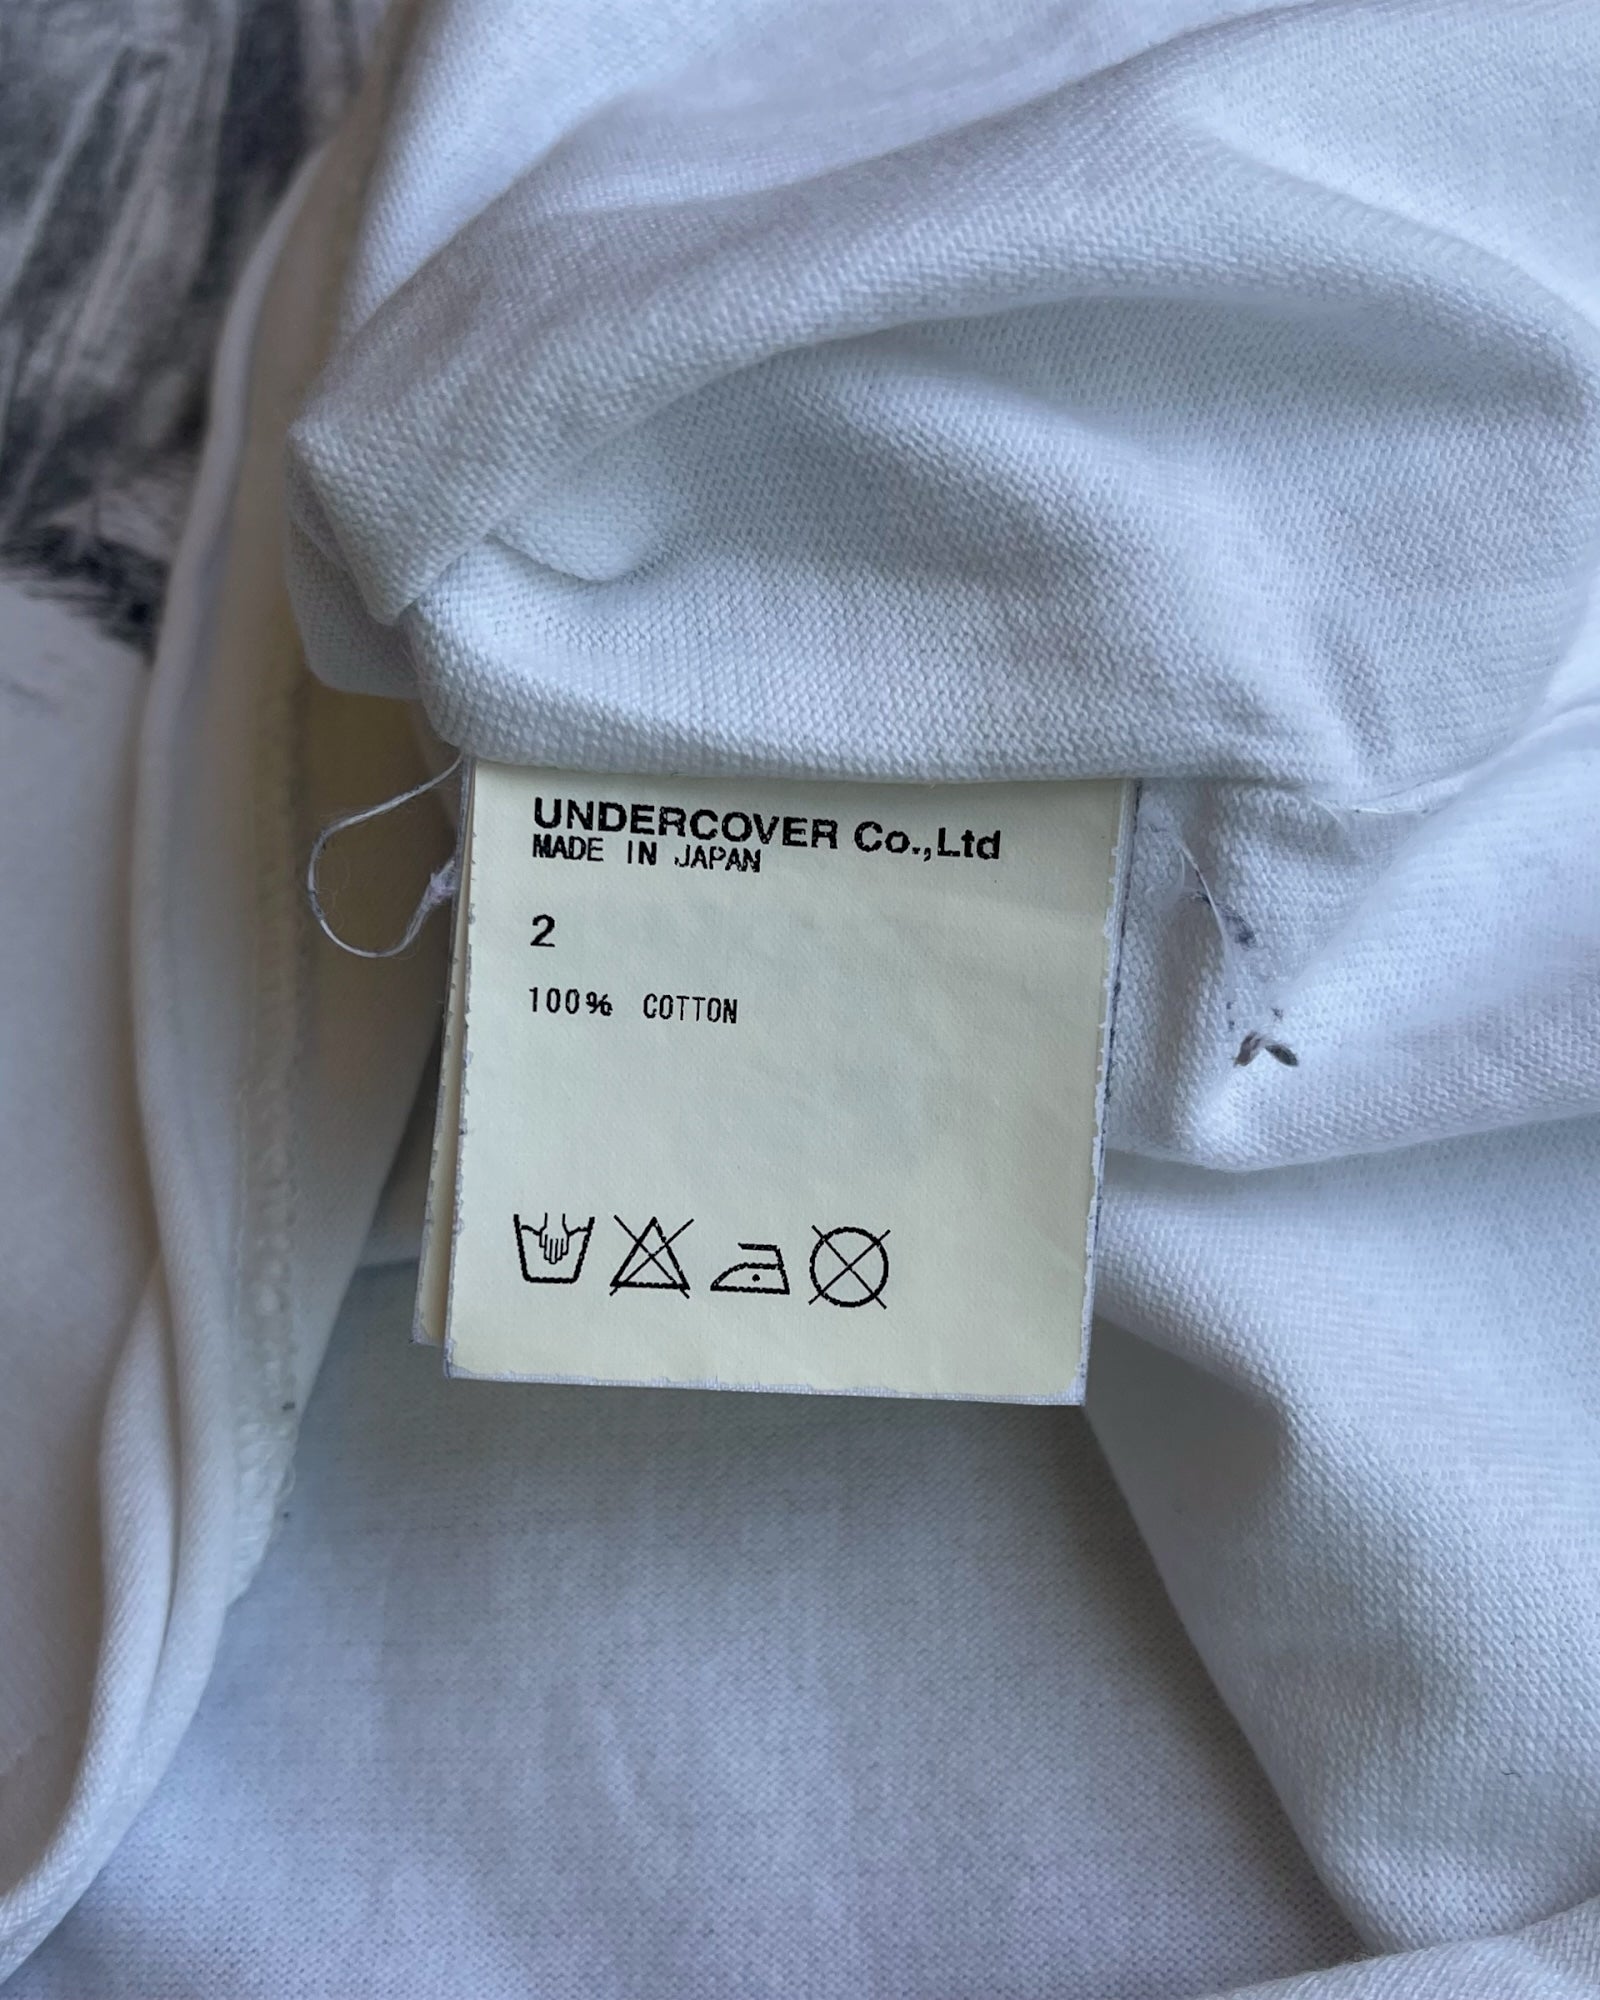 UNDERCOVER Co.,Ltd
MADE IN JAPAN
2
100% COTTON